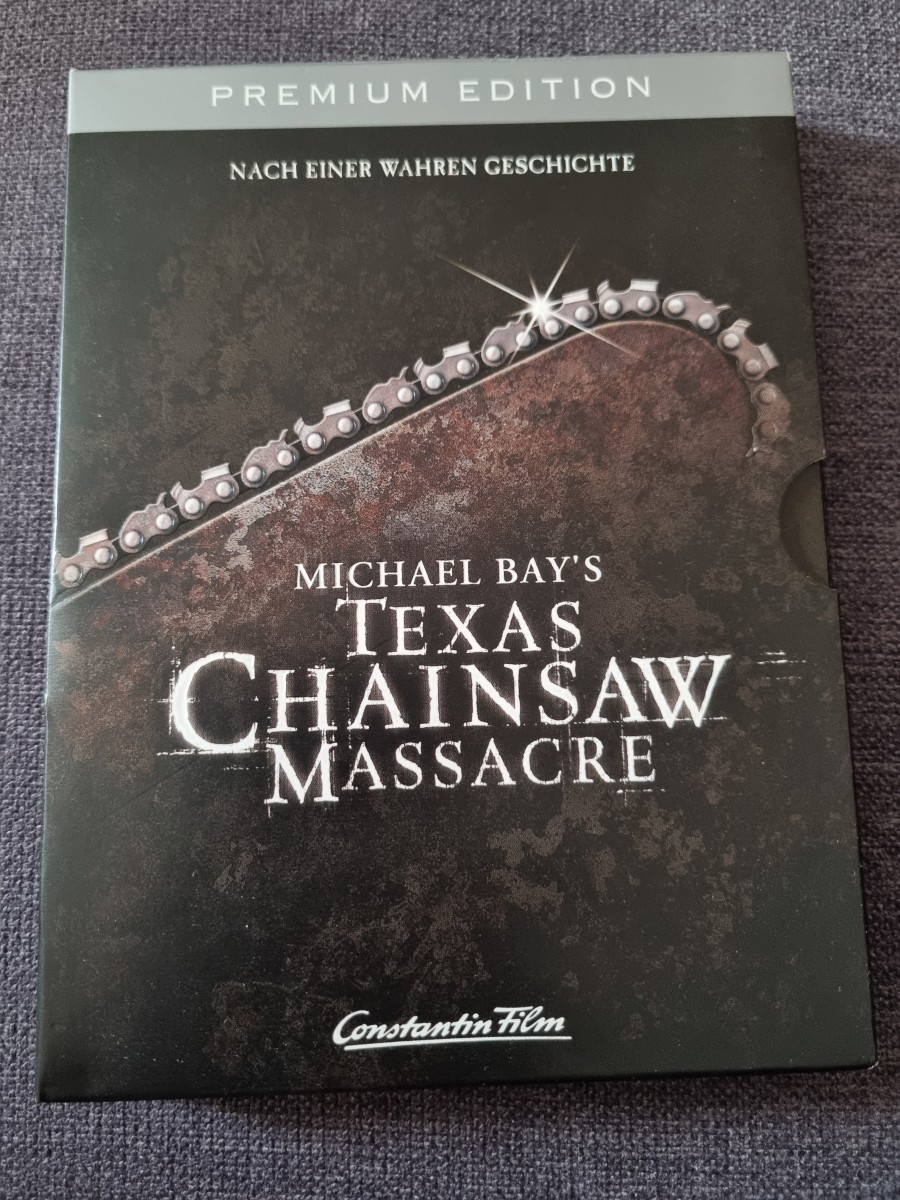 PREMIUM EDITION
NACH EINER WAHREN GESCHICHTE
MICHAEL BAY'S
TEXAS
CHAINSAW
MASSACRE
Constantin Film